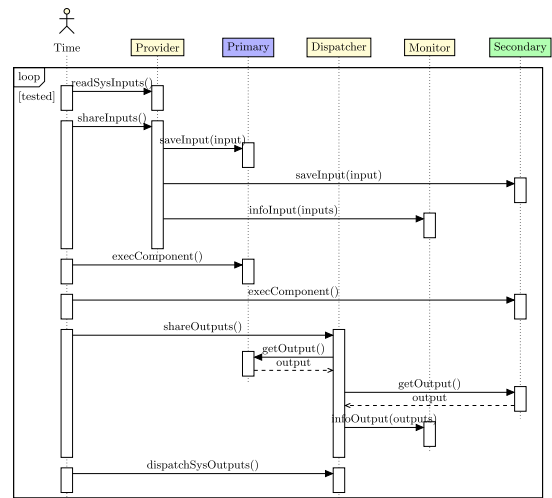 Time
Provider
Primary
Dispatcher
Monitor
Secondary
loop
[tested]
readSysInputs()
shareInputs()
saveInput(input)
saveInput(input)
infoInput(inputs)
execComponent()
execComponent()
shareOutputs()
getOutput()
output
getOutput()
output
infoOutput(outputs)
dispatchSysOutputs()